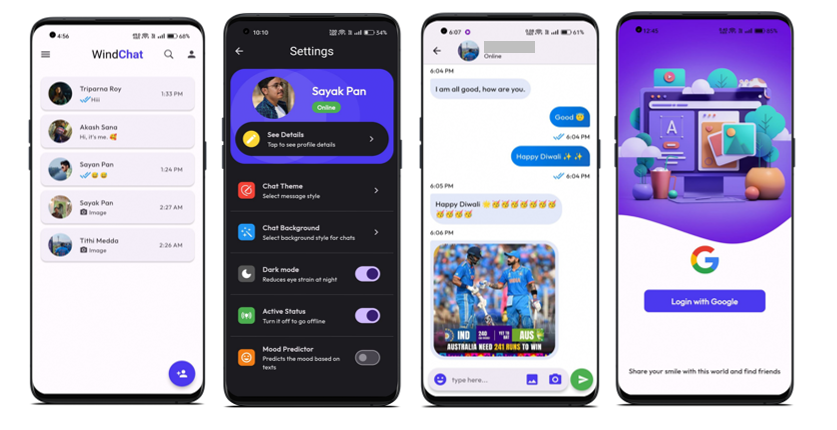 4:56
68%
WindChat
Triparna Roy
Hii
1:33 PM
Akash Sana
Hi, it's me. 🥰
Sayan Pan
😅 😅
1:24 PM
Sayak Pan
Image
2:27 AM
Tithi Medda
Image
2:26 AM
10:10
34%
Settings
Sayak Pan
Online
See Details
Tap to see profile details
Chat Theme
Select message style
Chat Background
Select background style for chats
Dark mode
Reduces eye strain at night
Active Status
Turn it off to go offline
Mood Predictor
Predicts the mood based on
texts
6:07
61%
Online
6:04 PM
I am all good, how are you.
Good 😇
6:04 PM
Happy Diwali ✨ ✨
6:04 PM
6:05 PM
Happy Diwali 🌟🥳🥳🥳🥳🥳🥳🥳
🥳🥳🥳🥳
6:06 PM
IND
240
YET TO
BAT
AUS
AUSTRALIA NEED 241 RUNS TO WIN
type here...
12:45
A
Login with Google
Share your smile with this world and find friends